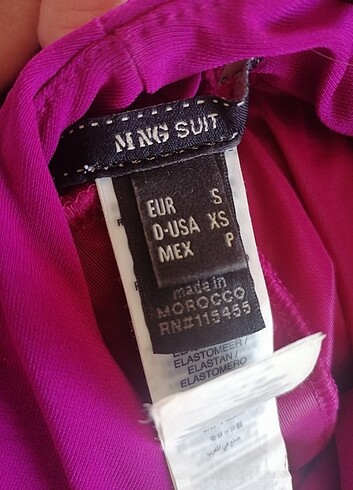 MNG SUIT
EUR S
D-USA XS
MEX P
made in
MOROCCO
RN#115455
ELASTOMEER /
ELASTAN /
ELASTOMERO